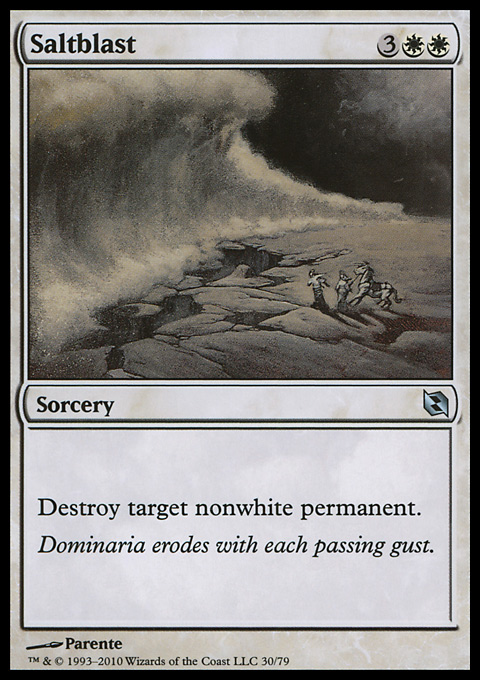 Saltblast 3
Sorcery
Destroy target nonwhite permanent.
Dominaria erodes with each passing gust.
Parente
™ & © 1993–2010 Wizards of the Coast LLC 30/79